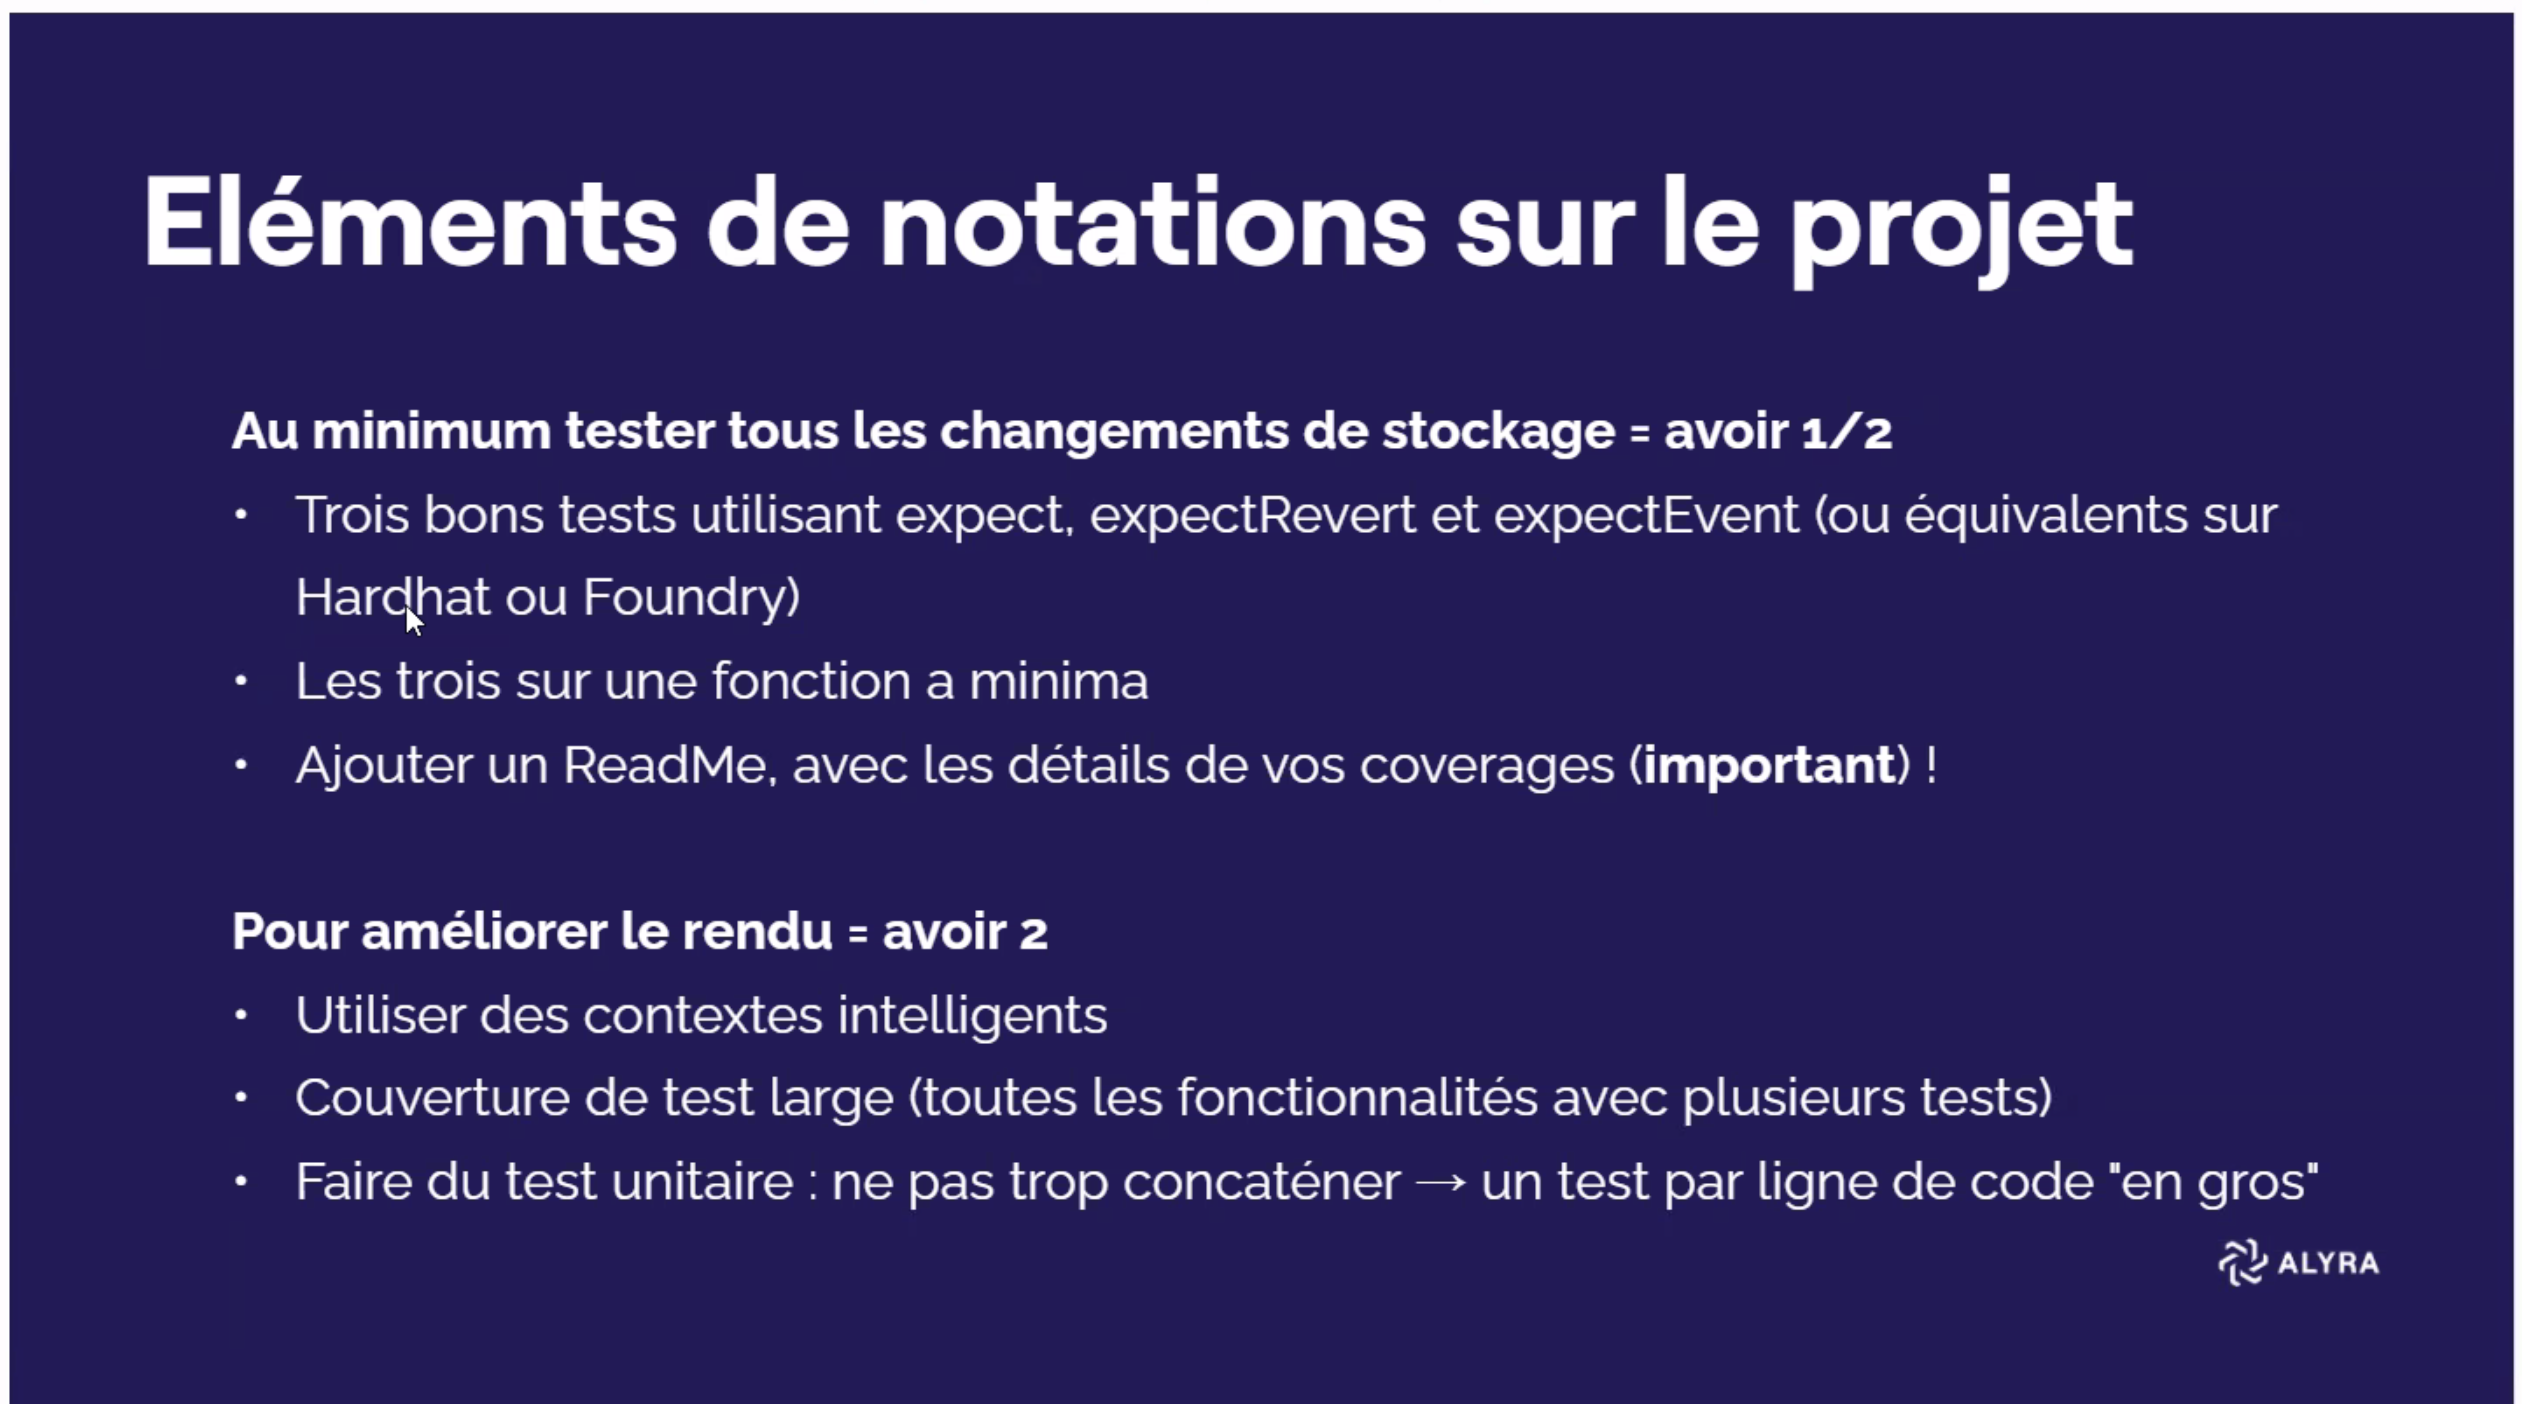 Eléments de notations sur le projet
Au minimum tester tous les changements de stockage = avoir 1/2
• Trois bons tests utilisant expect, expectRevert et expectEvent (ou équivalents sur
Hardhat ou Foundry)
• Les trois sur une fonction a minima
• Ajouter un ReadMe, avec les détails de vos coverages (important) !
Pour améliorer le rendu = avoir 2
• Utiliser des contextes intelligents
• Couverture de test large (toutes les fonctionnalités avec plusieurs tests)
• Faire du test unitaire : ne pas trop concaténer → un test par ligne de code "en gros"
ALYRA